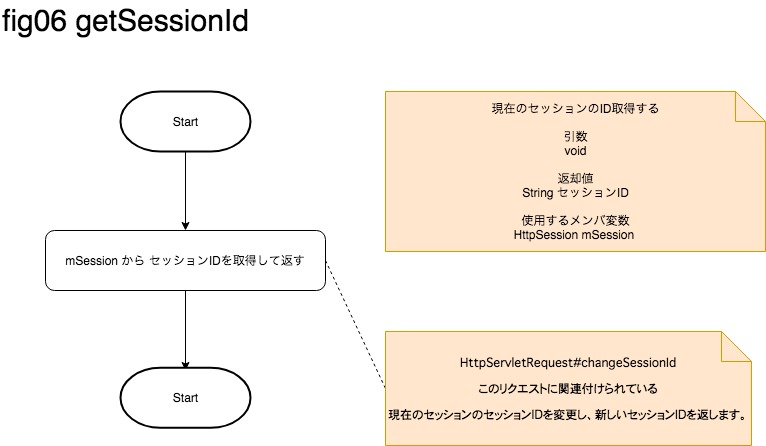 fig06 getSessionId
Start
mSession から セッションIDを取得して返す
Start
現在のセッションのID取得する
引数
void
返却値
String セッションID
使用するメンバ変数
HttpSession mSession
HttpServletRequest#changeSessionId
このリクエストに関連付けられている
現在のセッションのセッションIDを変更し、新しいセッションIDを返します。